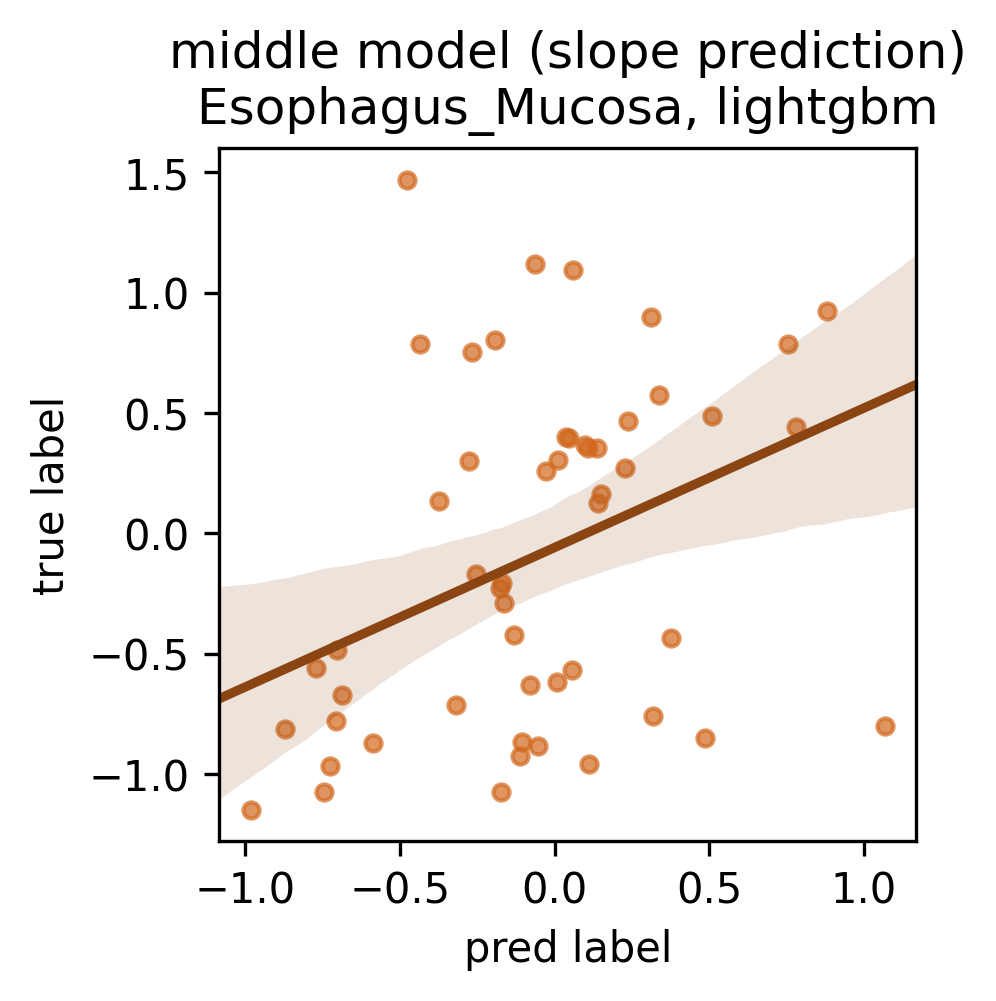 middle model (slope prediction)
Esophagus_Mucosa, lightgbm
1.5
1.0
0.5
0.0
−0.5
−1.0
true label
−1.0 −0.5 0.0 0.5 1.0
pred label